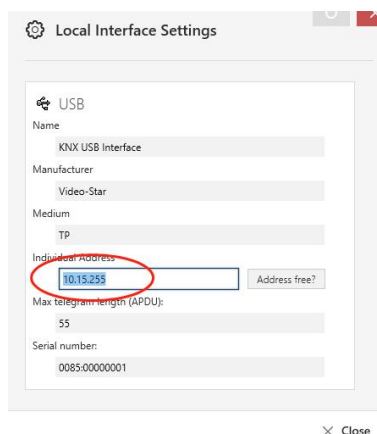 Local Interface Settings
USB
Name
KNX USB Interface
Manufacturer
Video-Star
Medium
TP
Individual Address
10.15.255
Address free?
Max telegram length (APDU):
55
Serial number:
0085:00000001
Close